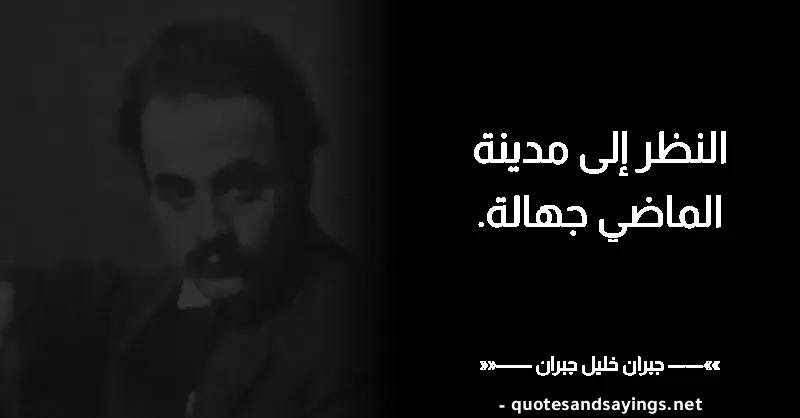 النظر إلى مدينة
الماضي جهالة.
»»—— جبران خليل جبران ——««
- quotesandsayings.net